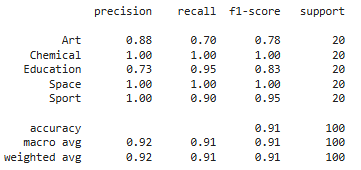 precision recall f1-score support
Art 0.88 0.70 0.78 20
Chemical 1.00 1.00 1.00 20
Education 0.73 0.95 0.83 20
Space 1.00 1.00 1.00 20
Sport 1.00 0.90 0.95 20
accuracy 0.91 100
macro avg 0.92 0.91 0.91 100
weighted avg 0.92 0.91 0.91 100